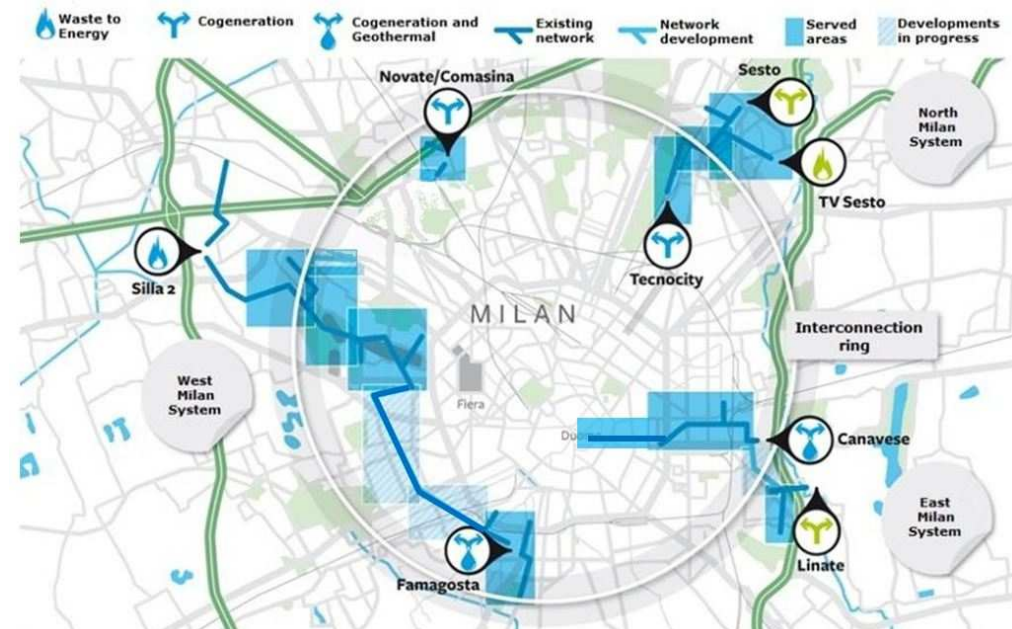 Waste to
Energy
Cogeneration
Cogeneration and
Geothermal
Existing
network
Network
development
Served
areas
Developments
in progress
Novate/Comasina
Sesto
North
Milan
System
TV Sesto
Tecnocity
Silla 2
MILAN
Interconnection
ring
West
Milan
System
Fiera
Canavese
East
Milan
System
Linate
Famagosta